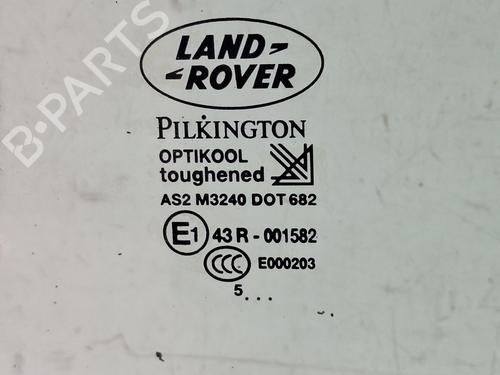 B-PARTS
LAND
ROVER
PILKINGTON
OPTIKOOL
toughened
AS2 M3240 DOT 682
E1 43 R - 001582
CCC E000203
5...